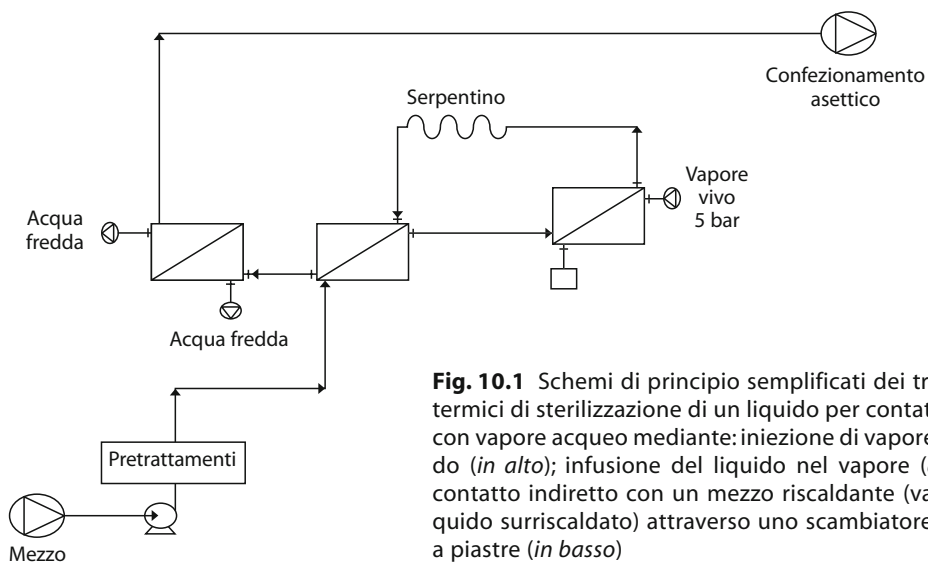 Confezionamento
asettico
Serpentino
Vapore
vivo
5 bar
Acqua
fredda
Acqua fredda
Pretrattamenti
Mezzo
Fig. 10.1 Schemi di principio semplificati dei tr
termici di sterilizzazione di un liquido per contat
con vapore acqueo mediante: iniezione di vapore
do (in alto); infusione del liquido nel vapore (
contatto indiretto con un mezzo riscaldante (va
quido surriscaldato) attraverso uno scambiatore
a piastre (in basso)